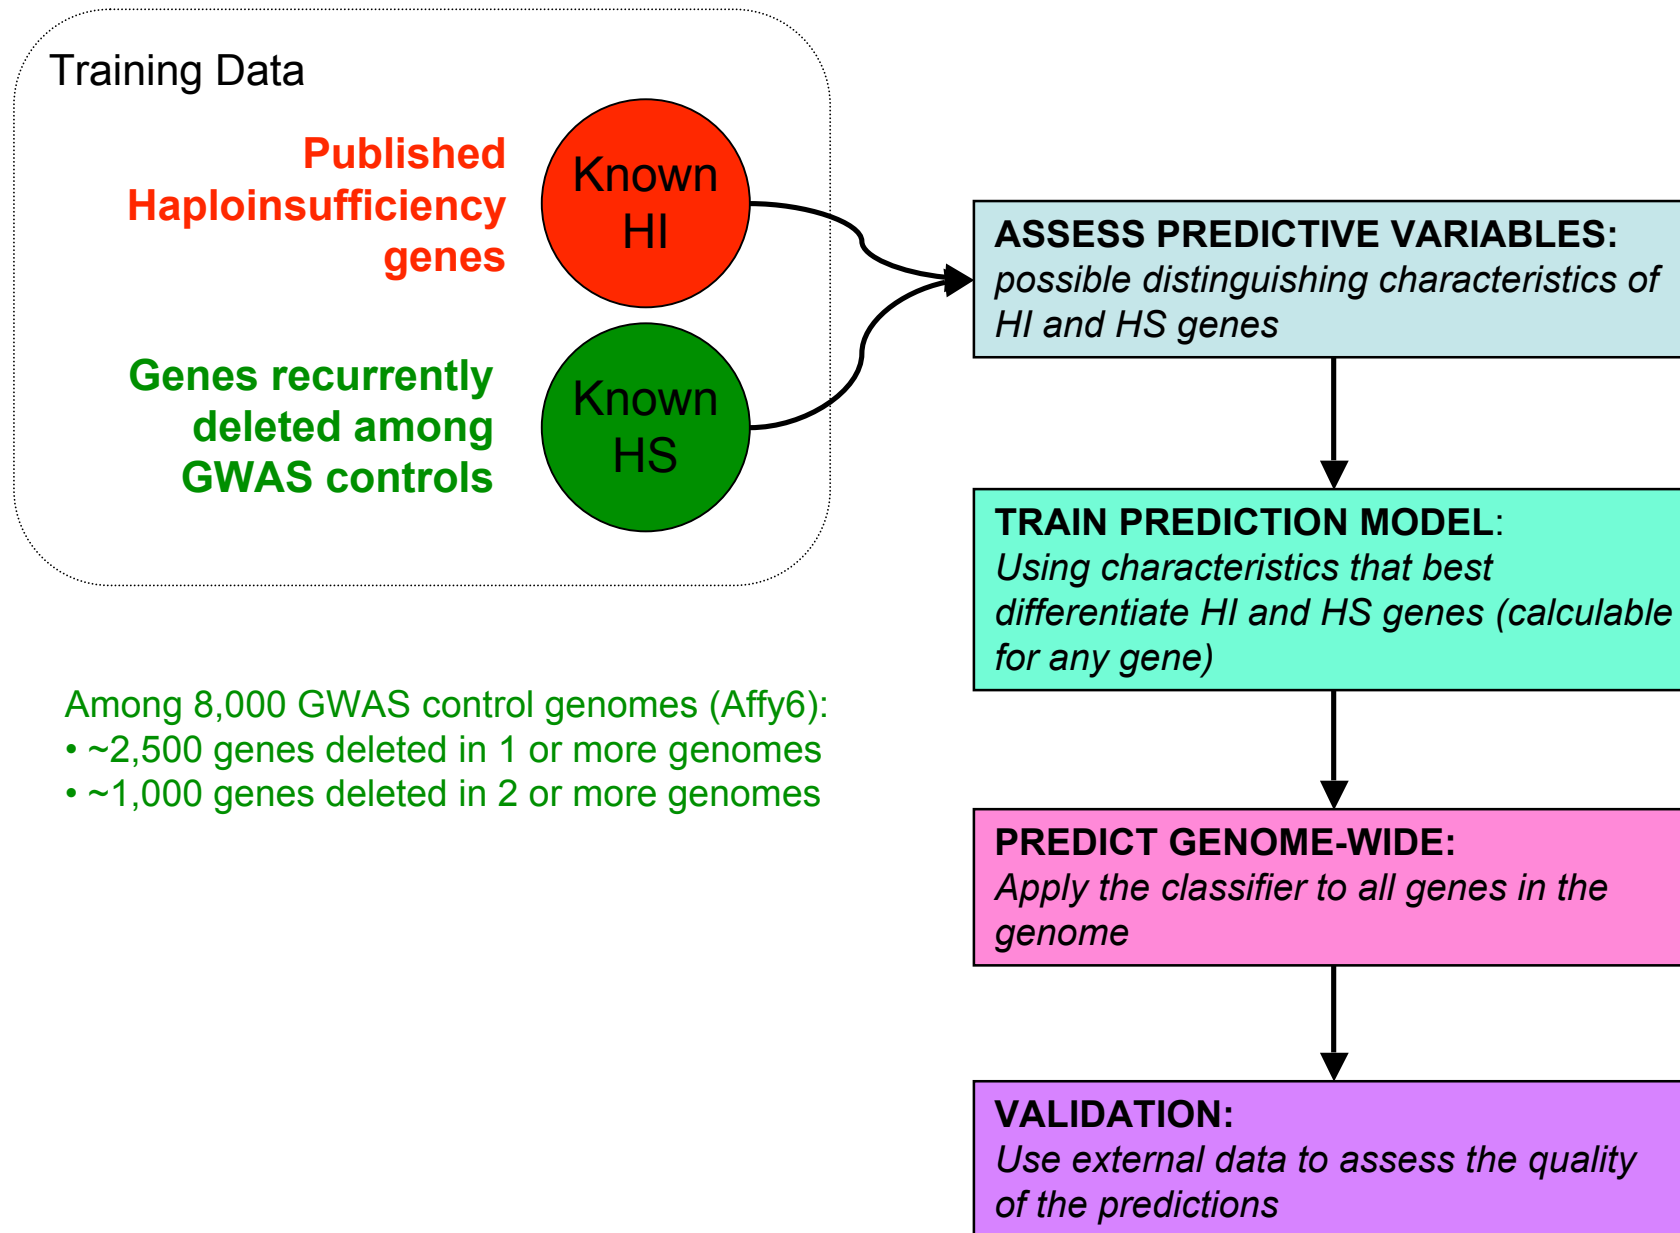 Training Data
Published
Haploinsufficiency
genes
Known
HI
Genes recurrently
deleted among
GWAS controls
Known
HS
Among 8,000 GWAS control genomes (Affy6):
• ~2,500 genes deleted in 1 or more genomes
• ~1,000 genes deleted in 2 or more genomes
ASSESS PREDICTIVE VARIABLES:
possible distinguishing characteristics of
HI and HS genes
TRAIN PREDICTION MODEL:
Using characteristics that best
differentiate HI and HS genes (calculable
for any gene)
PREDICT GENOME-WIDE:
Apply the classifier to all genes in the
genome
VALIDATION:
Use external data to assess the quality
of the predictions